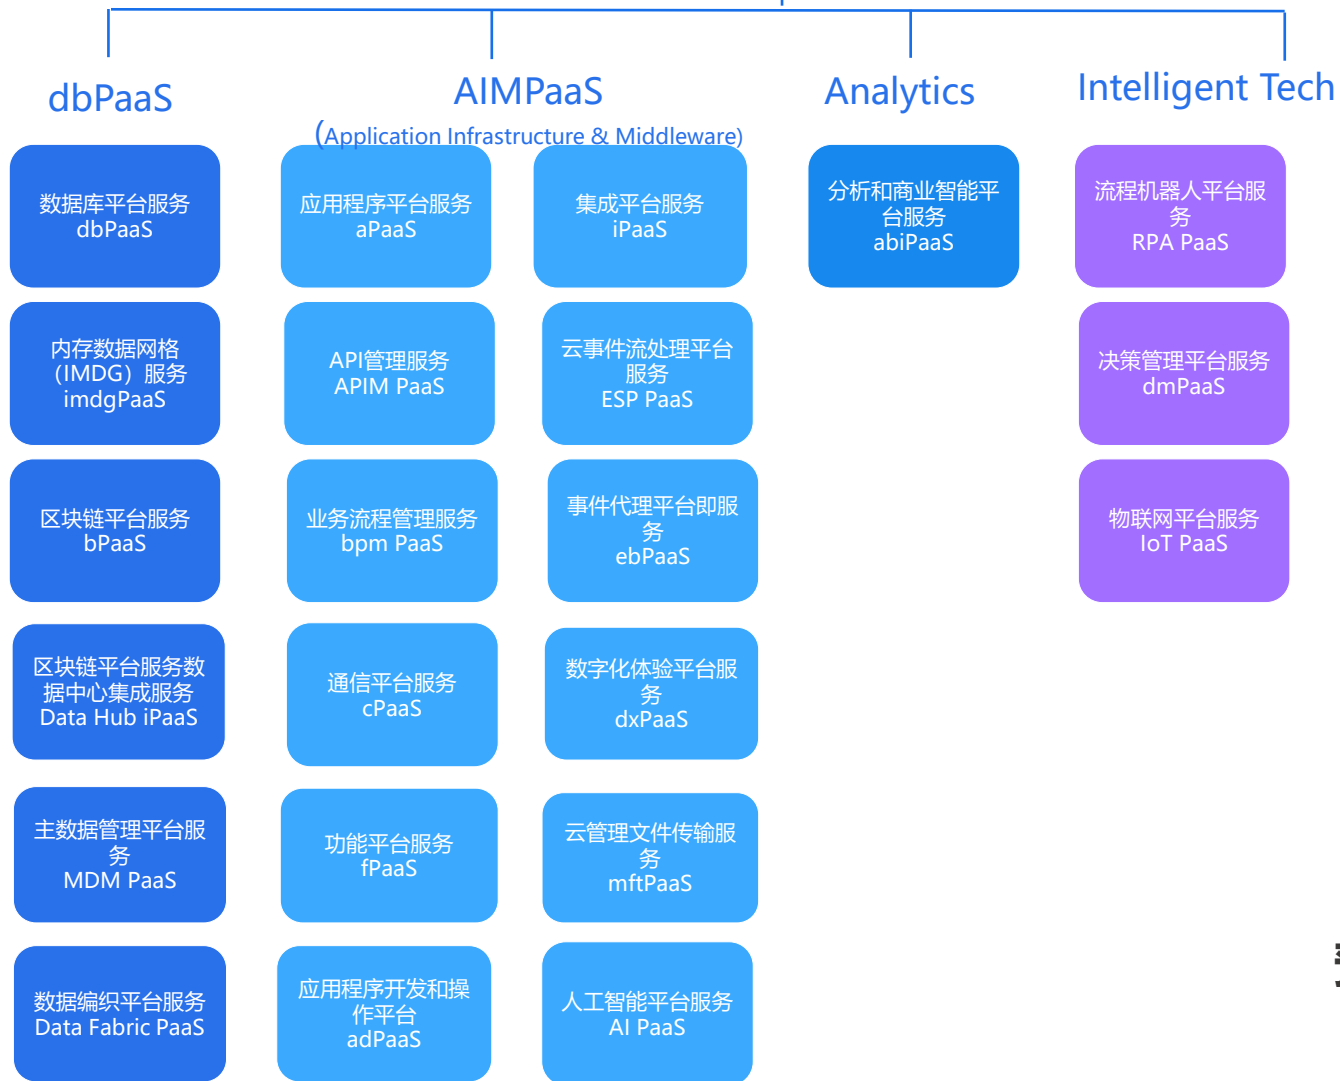 dbPaaS
数据库平台服务
dbPaaS
内存数据网格
（IMDG）服务
imdgPaaS
区块链平台服务
bPaaS
区块链平台服务数
据中心集成服务
Data Hub iPaaS
主数据管理平台服
务
MDM PaaS
数据编织平台服务
Data Fabric PaaS
AIMPaaS
(Application Infrastructure & Middleware)
应用程序平台服务
aPaaS
API管理服务
APIM PaaS
业务流程管理服务
bpm PaaS
通信平台服务
cPaaS
功能平台服务
fPaaS
应用程序开发和操
作平台
adPaaS
集成平台服务
iPaaS
云事件流处理平台
服务
ESP PaaS
事件代理平台即服
务
ebPaaS
数字化体验平台服
务
dxPaaS
云管理文件传输服
务
mftPaaS
人工智能平台服务
AI PaaS
Analytics
分析和商业智能平
台服务
abiPaaS
Intelligent Tech
流程机器人平台服
务
RPA PaaS
决策管理平台服务
dmPaaS
物联网平台服务
IoT PaaS